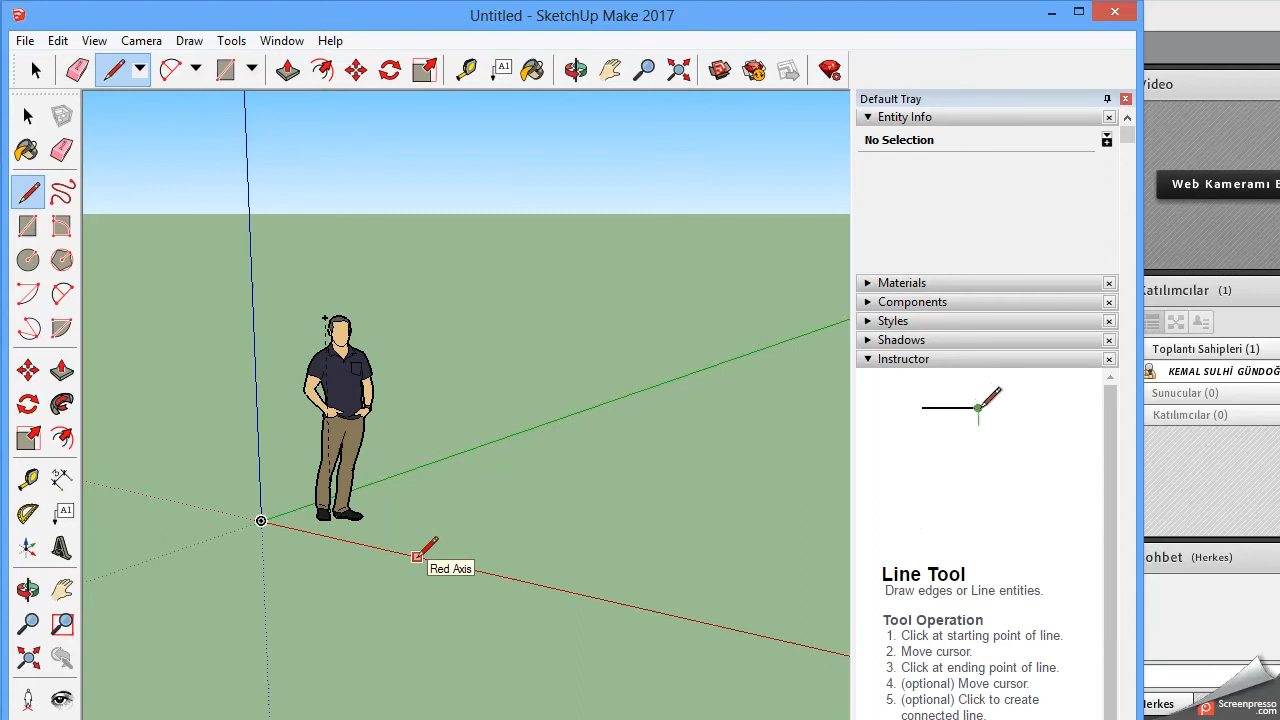 Untitled - SketchUp Make 2017
File Edit View Camera Draw Tools Window Help
A1
Default Tray
Entity Info
No Selection
Materials
Components
Styles
Shadows
Instructor
A1
Red Axis
Line Tool
Draw edges or Line entities.
Tool Operation
1. Click at starting point of line.
2. Move cursor.
3. Click at ending point of line.
4. (optional) Move cursor.
5. (optional) Click to create
connected line.
Video
Web Kameramı E
Katılımcılar (1)
Toplantı Sahipleri (1)
KEMAL SULHİ GÜNDOĞ
Sunucular (0)
Katılımcılar (0)
ohbet (Herkes)
Herkes
Screenpresso
.com